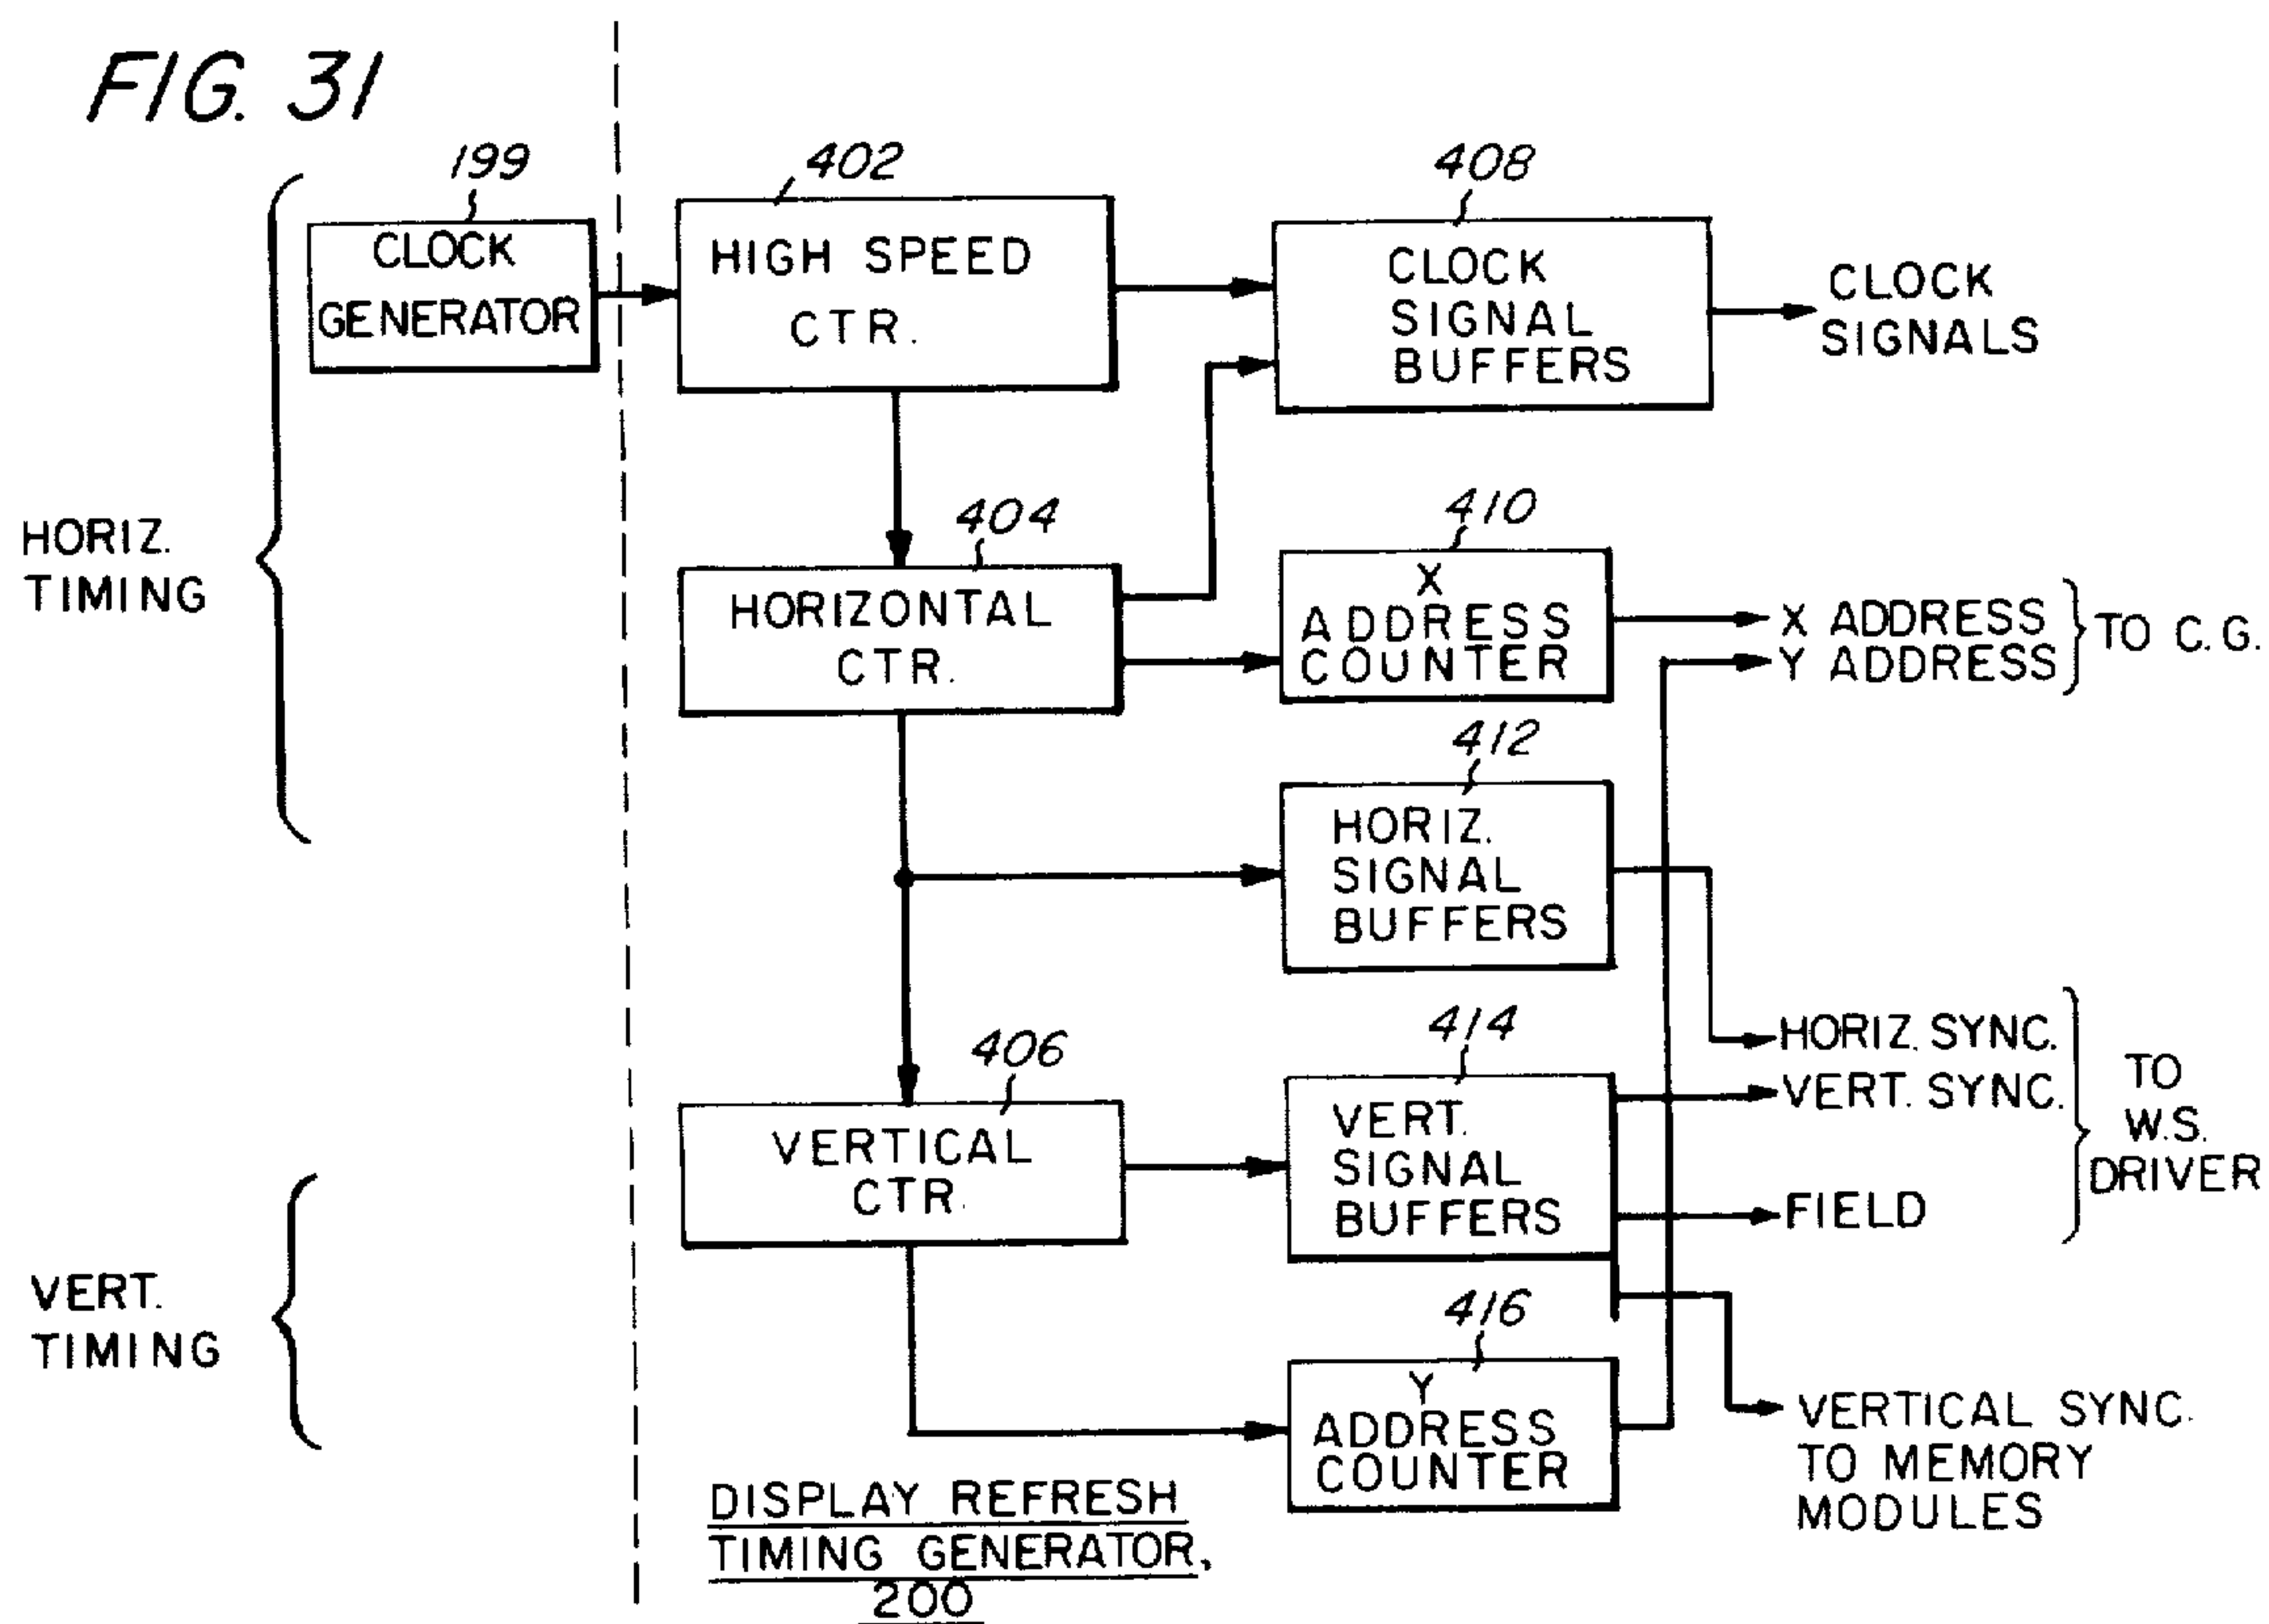 FIG. 31
199
CLOCK
GENERATOR
402
HIGH SPEED
CTR.
408
CLOCK
SIGNAL
BUFFERS
CLOCK
SIGNALS
HORIZ.
TIMING
404
HORIZONTAL
CTR.
410
X
ADDRESS
COUNTER
X ADDRESS
Y ADDRESS
TO C.G.
412
HORIZ.
SIGNAL
BUFFERS
406
VERTICAL
CTR.
414
VERT.
SIGNAL
BUFFERS
HORIZ. SYNC.
VERT. SYNC.
FIELD
TO
W.S.
DRIVER
VERT.
TIMING
416
Y
ADDRESS
COUNTER
VERTICAL SYNC.
TO MEMORY
MODULES
DISPLAY REFRESH
TIMING GENERATOR,
200